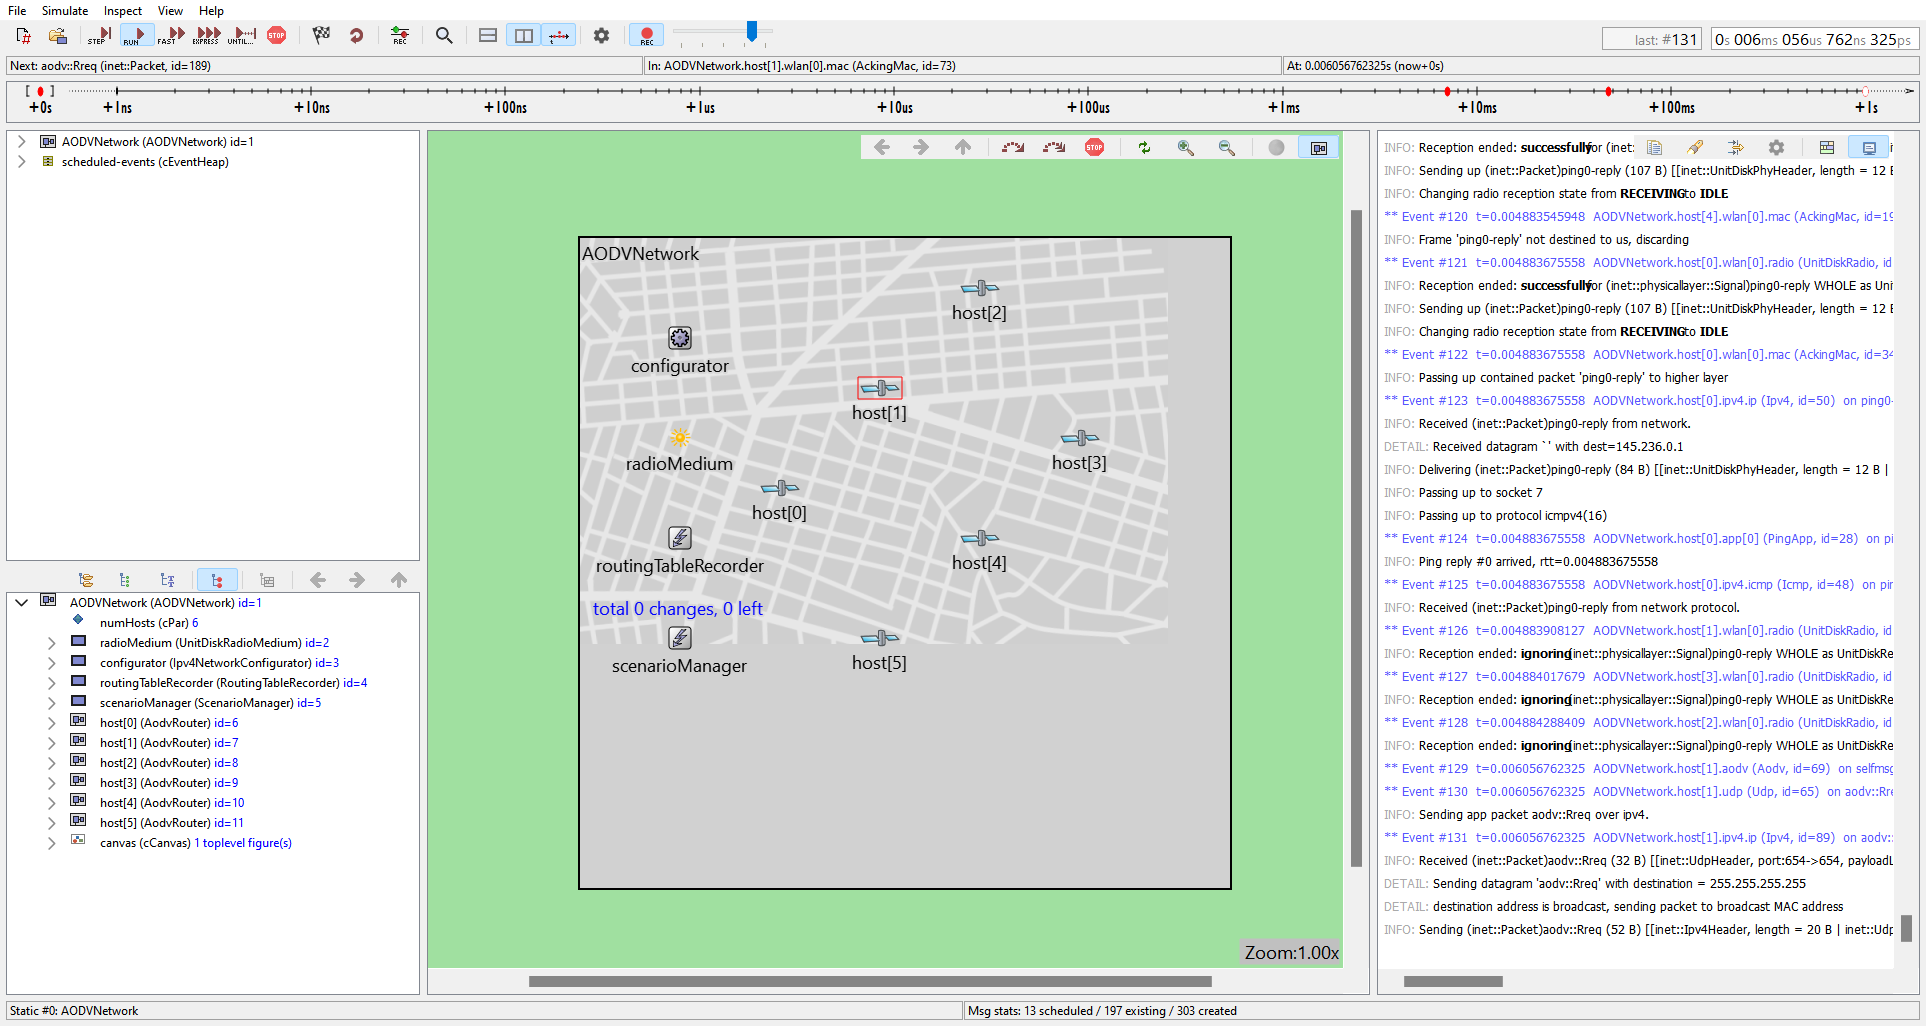 File Simulate Inspect View Help
STEP RUN FAST EXPRESS UNTIL... STOP REC REC
last: #131 0s 006ms 056us 762ns 325ps
Next: aodv::Rreq (inet::Packet, id=189) In: AODVNetwork.host[1].wlan[0].mac (AckingMac, id=73) At: 0.006056762325s (now+0s)
+0s +1ns +10ns +100ns +1us +10us +100us +1ms +10ms +100ms +1s
AODVNetwork (AODVNetwork) id=1
scheduled-events (cEventHeap)
AODVNetwork (AODVNetwork) id=1
numHosts (cPar) 6
radioMedium (UnitDiskRadioMedium) id=2
configurator (Ipv4NetworkConfigurator) id=3
routingTableRecorder (RoutingTableRecorder) id=4
scenarioManager (ScenarioManager) id=5
host[0] (AodvRouter) id=6
host[1] (AodvRouter) id=7
host[2] (AodvRouter) id=8
host[3] (AodvRouter) id=9
host[4] (AodvRouter) id=10
host[5] (AodvRouter) id=11
canvas (cCanvas) 1 toplevel figure(s)
STOP
AODVNetwork
host[2]
configurator
host[1]
radioMedium
host[3]
host[0]
routingTableRecorder
host[4]
total 0 changes, 0 left
scenarioManager
host[5]
Zoom:1.00x
INFO: Reception ended: successfully for (inet:
INFO: Sending up (inet::Packet)ping0-reply (107 B) [[inet::UnitDiskPhyHeader, length = 12 B
INFO: Changing radio reception state from RECEIVING to IDLE
** Event #120 t=0.004883545948 AODVNetwork.host[4].wlan[0].mac (AckingMac, id=19
INFO: Frame 'ping0-reply' not destined to us, discarding
** Event #121 t=0.004883675558 AODVNetwork.host[0].wlan[0].radio (UnitDiskRadio, id
INFO: Reception ended: successfully for (inet::physicallayer::Signal)ping0-reply WHOLE as Uni
INFO: Sending up (inet::Packet)ping0-reply (107 B) [[inet::UnitDiskPhyHeader, length = 12 B
INFO: Changing radio reception state from RECEIVING to IDLE
** Event #122 t=0.004883675558 AODVNetwork.host[0].wlan[0].mac (AckingMac, id=34
INFO: Passing up contained packet 'ping0-reply' to higher layer
** Event #123 t=0.004883675558 AODVNetwork.host[0].ipv4.ip (Ipv4, id=50) on ping0-
INFO: Received (inet::Packet)ping0-reply from network.
DETAIL: Received datagram `' with dest=145.236.0.1
INFO: Delivering (inet::Packet)ping0-reply (84 B) [[inet::UnitDiskPhyHeader, length = 12 B |
INFO: Passing up to socket 7
INFO: Passing up to protocol icmpv4(16)
** Event #124 t=0.004883675558 AODVNetwork.host[0].app[0] (PingApp, id=28) on pi
INFO: Ping reply #0 arrived, rtt=0.004883675558
** Event #125 t=0.004883675558 AODVNetwork.host[0].ipv4.icmp (Icmp, id=48) on pin
INFO: Received (inet::Packet)ping0-reply from network protocol.
** Event #126 t=0.004883908127 AODVNetwork.host[1].wlan[0].radio (UnitDiskRadio, id
INFO: Reception ended: ignoring (inet::physicallayer::Signal)ping0-reply WHOLE as UnitDiskRe
** Event #127 t=0.004884017679 AODVNetwork.host[3].wlan[0].radio (UnitDiskRadio, id
INFO: Reception ended: ignoring (inet::physicallayer::Signal)ping0-reply WHOLE as UnitDiskRe
** Event #128 t=0.004884288409 AODVNetwork.host[2].wlan[0].radio (UnitDiskRadio, id
INFO: Reception ended: ignoring (inet::physicallayer::Signal)ping0-reply WHOLE as UnitDiskRe
** Event #129 t=0.006056762325 AODVNetwork.host[1].aodv (Aodv, id=69) on selfmsg
** Event #130 t=0.006056762325 AODVNetwork.host[1].udp (Udp, id=65) on aodv::Rre
INFO: Sending app packet aodv::Rreq over ipv4.
** Event #131 t=0.006056762325 AODVNetwork.host[1].ipv4.ip (Ipv4, id=89) on aodv:
INFO: Received (inet::Packet)aodv::Rreq (32 B) [[inet::UdpHeader, port:654->654, payloadL
DETAIL: Sending datagram 'aodv::Rreq' with destination = 255.255.255.255
DETAIL: destination address is broadcast, sending packet to broadcast MAC address
INFO: Sending (inet::Packet)aodv::Rreq (52 B) [[inet::Ipv4Header, length = 20 B | inet::Udp
Static #0: AODVNetwork Msg stats: 13 scheduled / 197 existing / 303 created